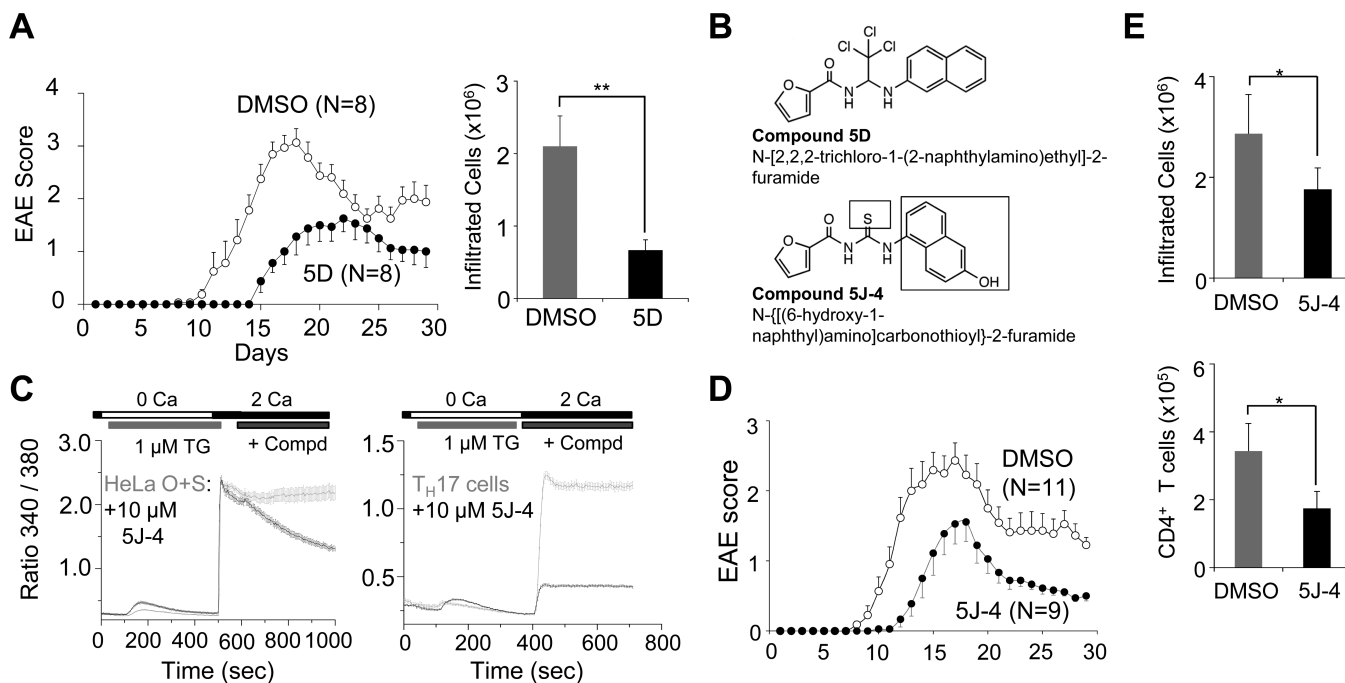 A
EAE Score
4
3
2
1
0
DMSO (N=8)
5D (N=8)
0 5 10 15 20 25 30
Days
Infiltrated Cells (x10⁶)
3
2
1
0
**
DMSO 5D
B
Cl
Cl Cl
O
O
N
H
N
H
Compound 5D
N-[2,2,2-trichloro-1-(2-naphthylamino)ethyl]-2-
furamide
O
S
O
N
H
N
H
OH
Compound 5J-4
N-{[(6-hydroxy-1-
naphthyl)amino]carbonothioyl}-2-furamide
C
0 Ca 2 Ca
1 µM TG + Compd
Ratio 340 / 380
3.0
2.0
1.0
HeLa O+S:
+10 µM
5J-4
0 200 400 600 800 1000
Time (sec)
0 Ca 2 Ca
1 µM TG + Compd
1.5
1.0
0.5
TH17 cells
+10 µM 5J-4
0 200 400 600 800
Time (sec)
D
EAE score
3
2
1
0
DMSO
(N=11)
5J-4 (N=9)
0 5 10 15 20 25 30
E
Infiltrated Cells (x10⁶)
4
2
0
*
DMSO 5J-4
CD4⁺ T cells (x10⁵)
6
4
2
0
*
DMSO 5J-4